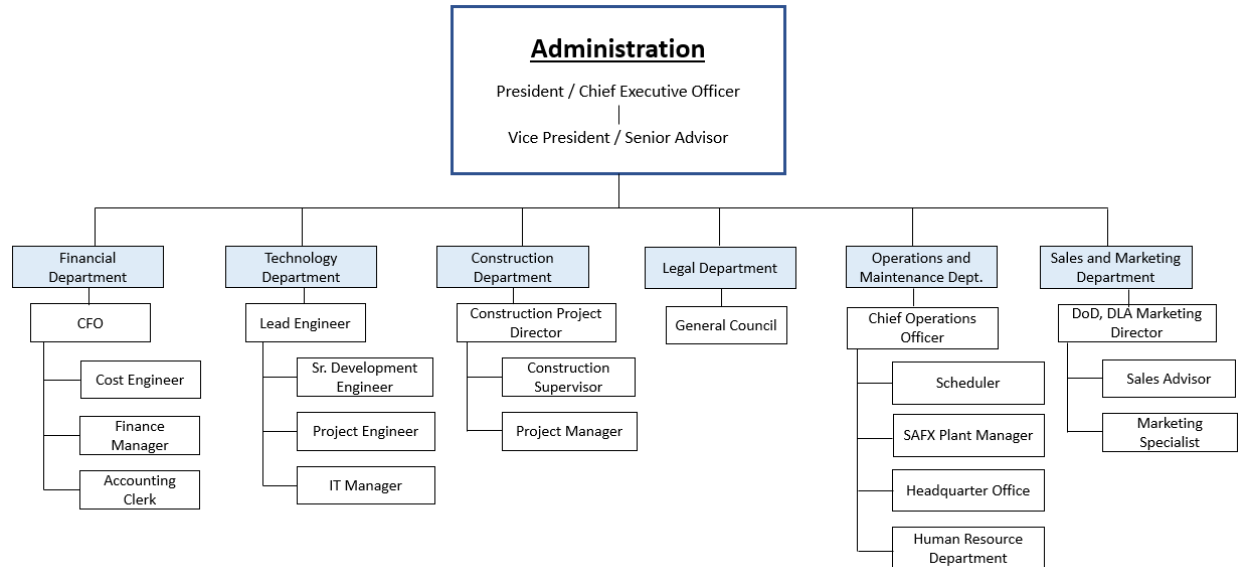 Administration
President / Chief Executive Officer
Vice President / Senior Advisor
Financial
Department
CFO
Cost Engineer
Finance
Manager
Accounting
Clerk
Technology
Department
Lead Engineer
Sr. Development
Engineer
Project Engineer
IT Manager
Construction
Department
Construction Project
Director
Construction
Supervisor
Project Manager
Legal Department
General Council
Operations and
Maintenance Dept.
Chief Operations
Officer
Scheduler
SAFX Plant Manager
Headquarter Office
Human Resource
Department
Sales and Marketing
Department
DoD, DLA Marketing
Director
Sales Advisor
Marketing
Specialist